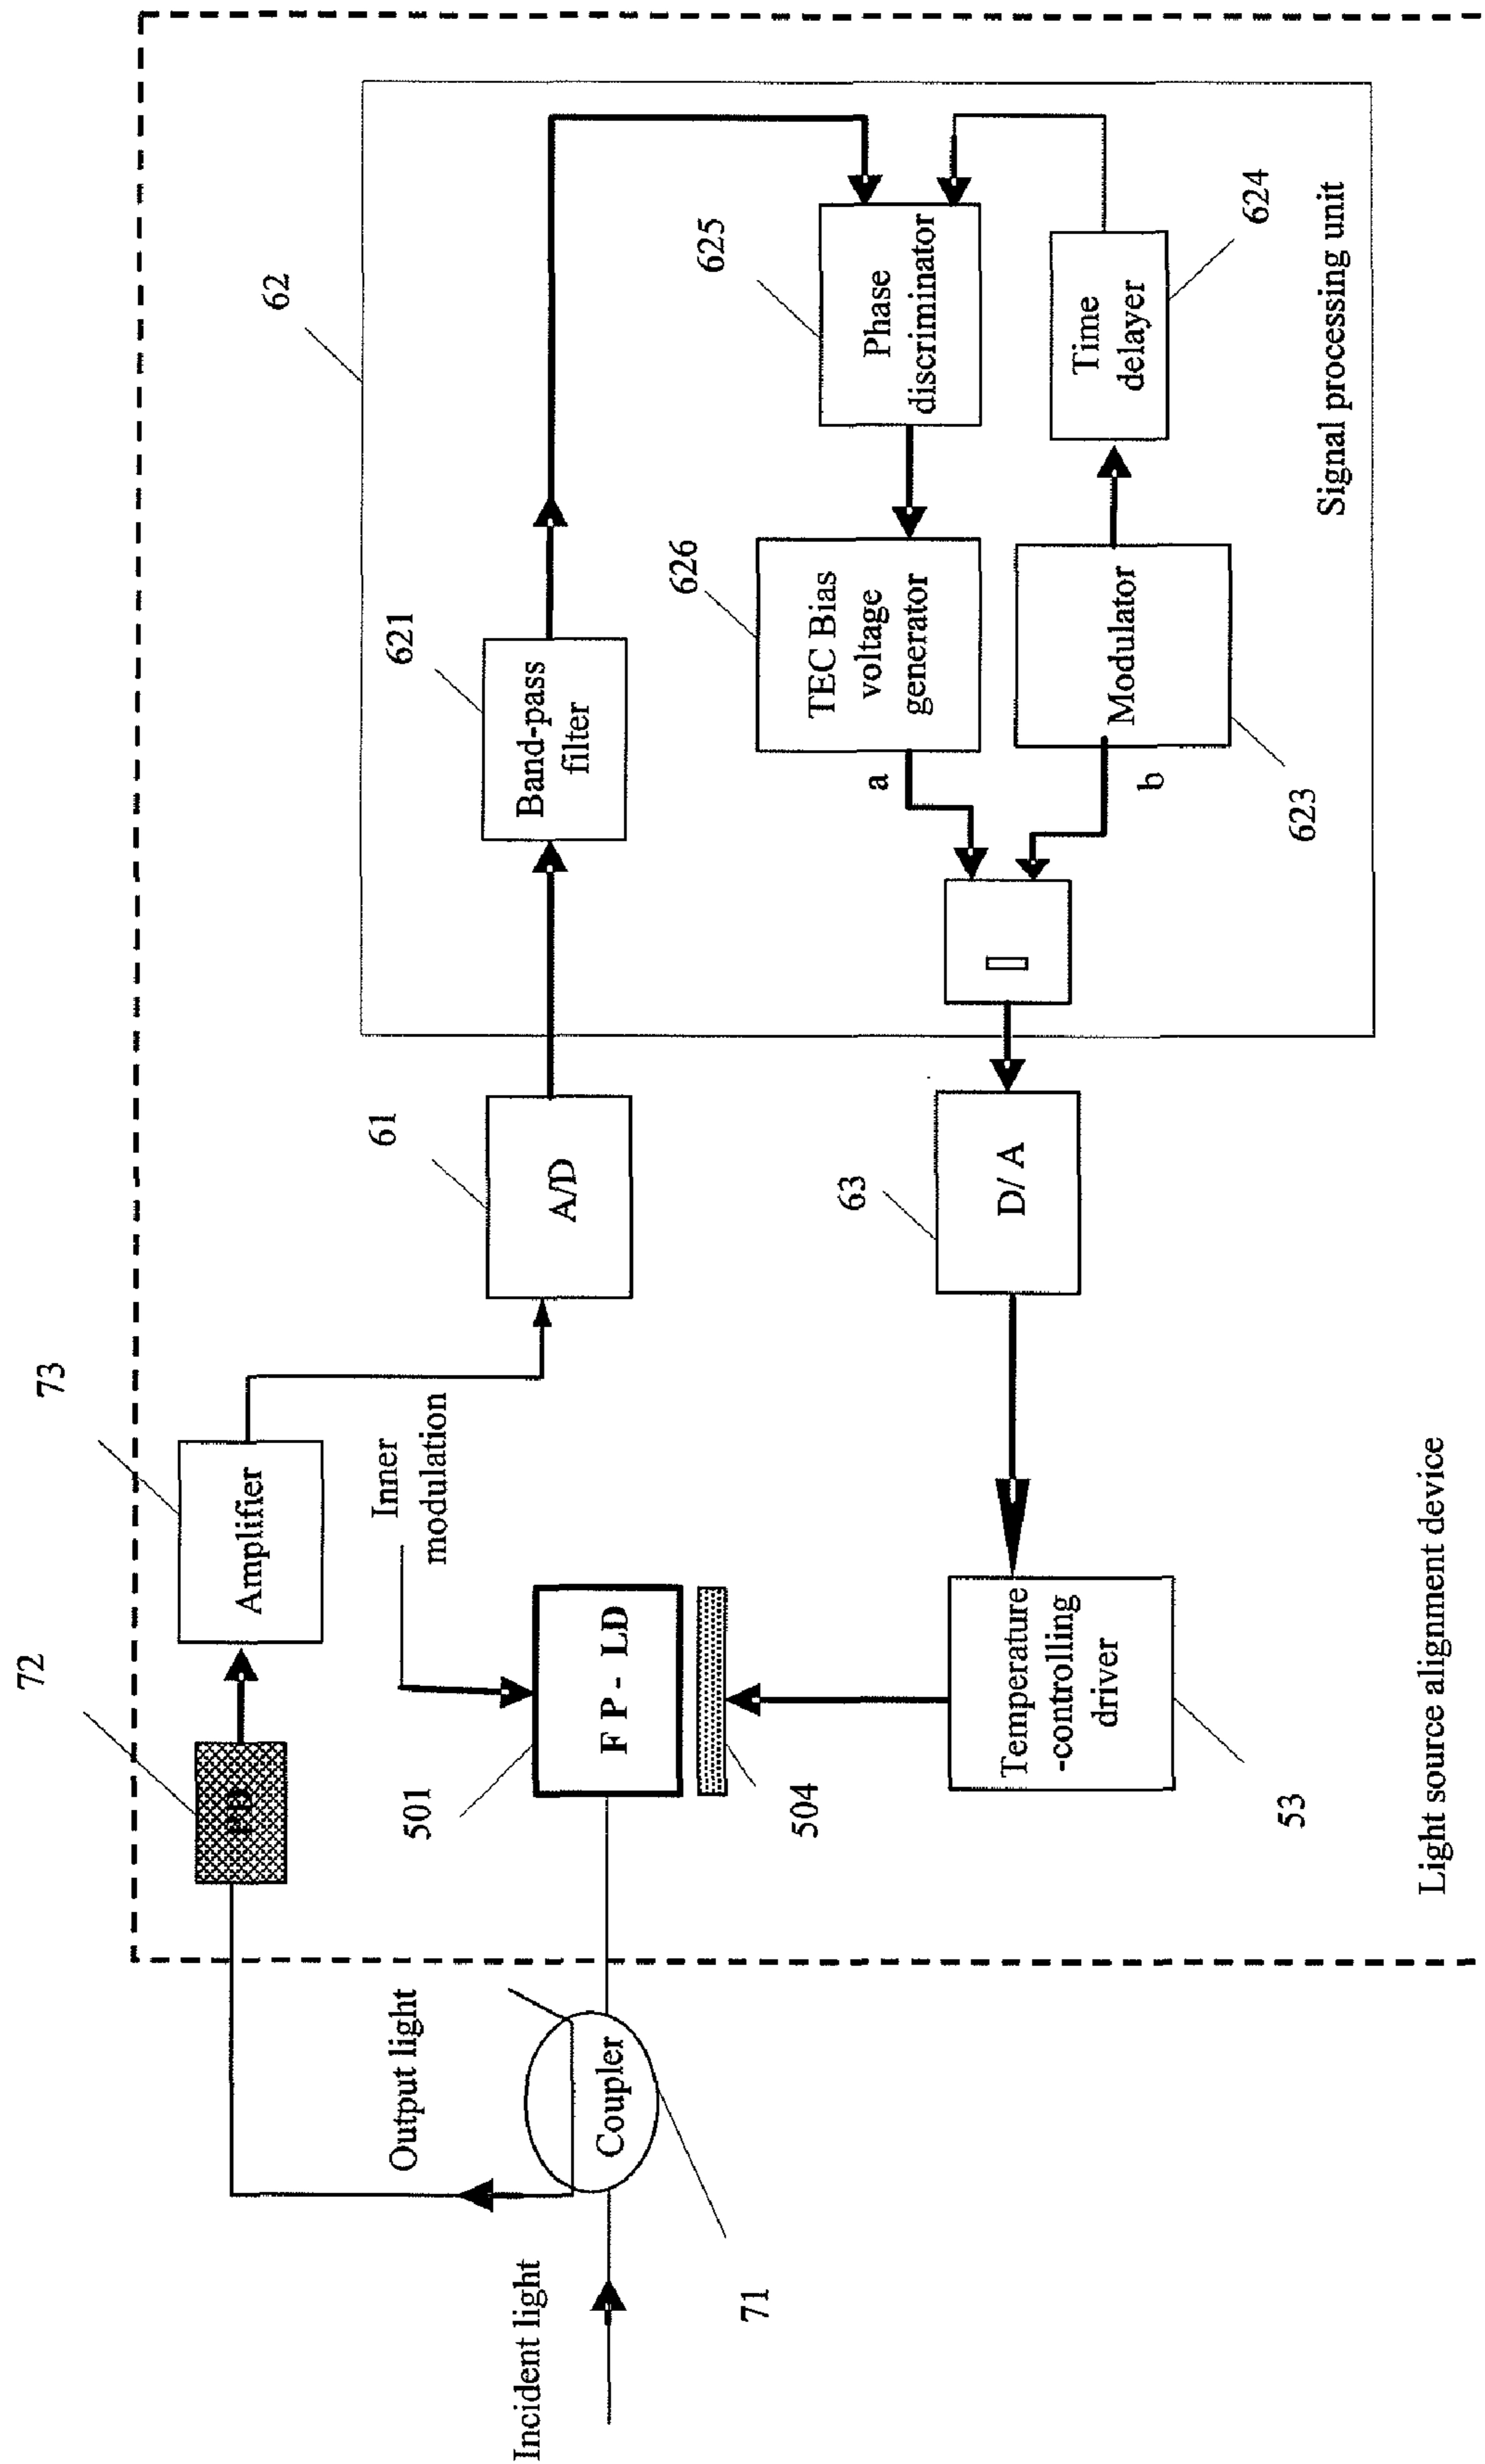 72
73
PD
Amplifier
Output light
Inner
modulation
61
621
62
A/D
Band-pass
filter
Incident light
Coupler
71
501
F P - LD
504
626
625
TEC Bias
voltage
generator
Phase
discriminator
a
63
D/ A
Temperature
-controlling
driver
53
b
Modulator
623
Time
delayer
624
Signal processing unit
Light source alignment device